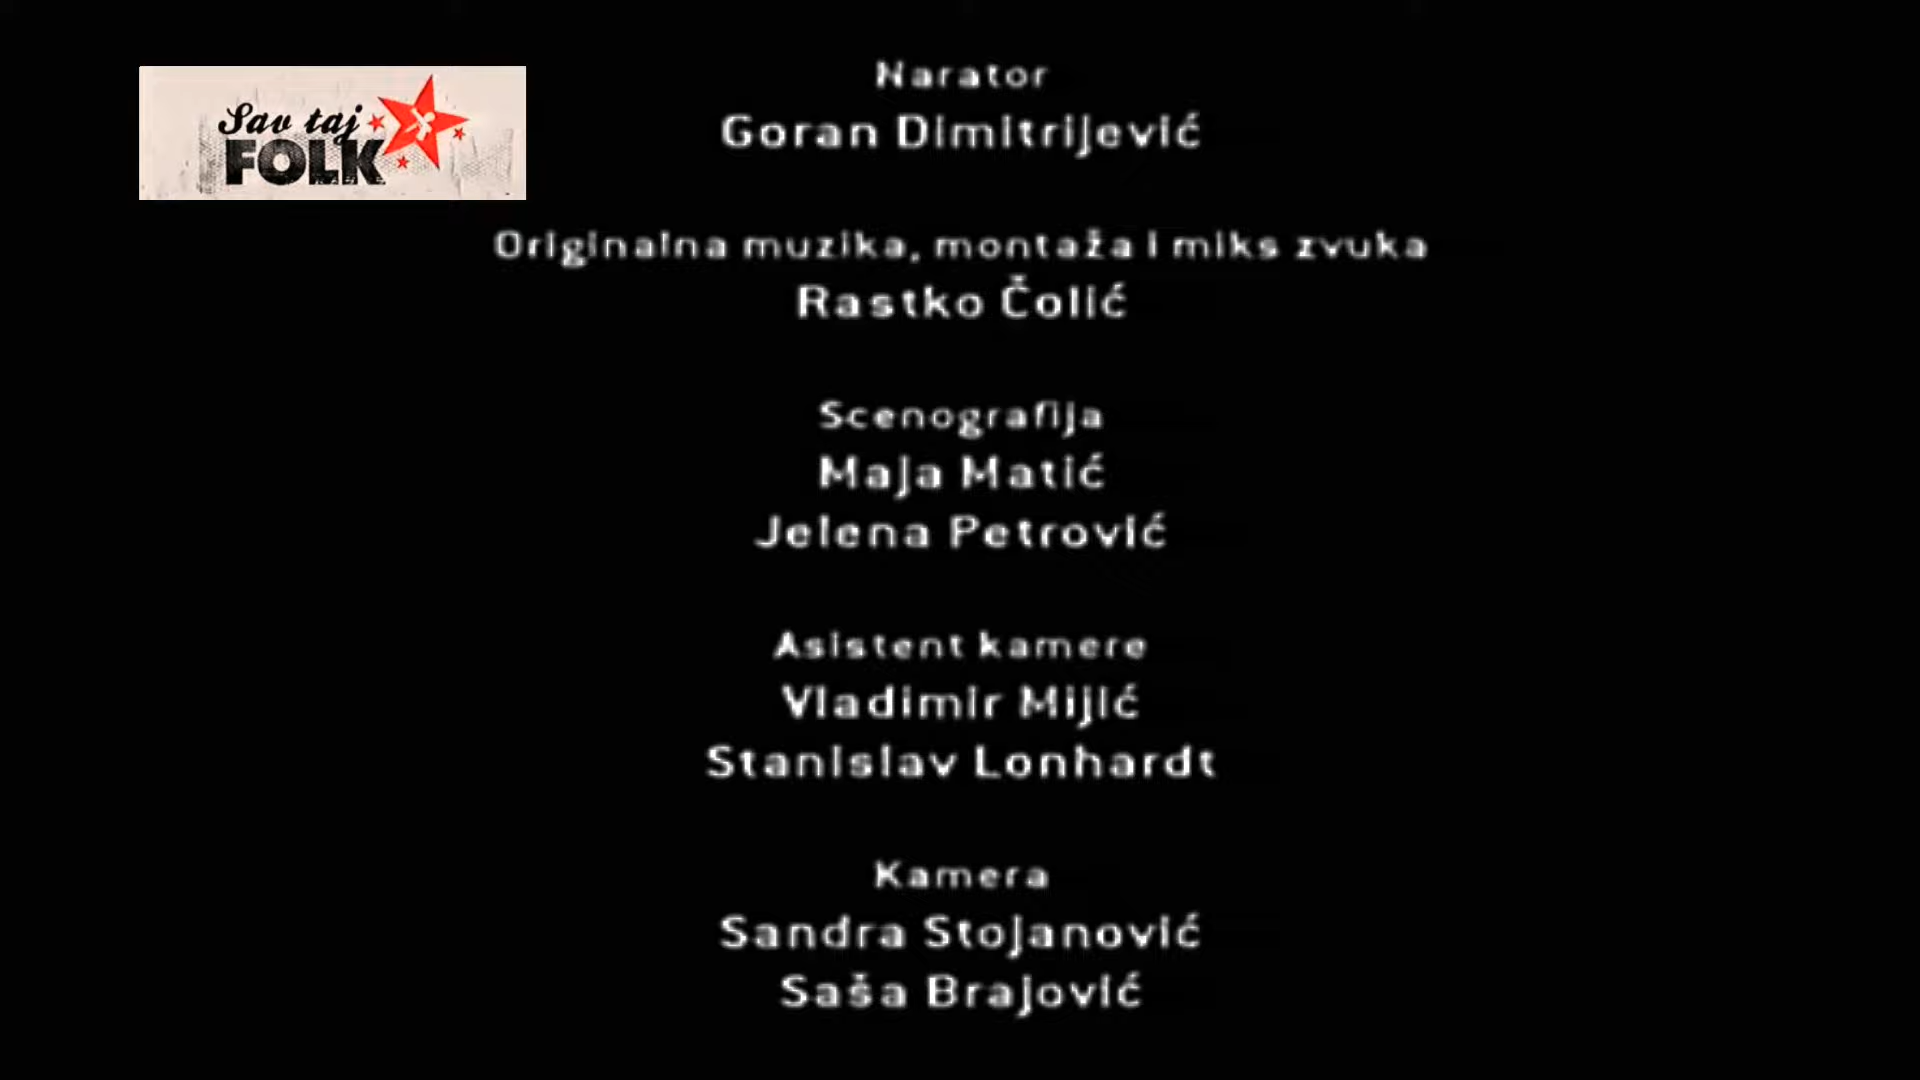 Sav taj
FOLK
Narator
Goran Dimitrijević
Originalna muzika, montaža i miks zvuka
Rastko Čolić
Scenografija
Maja Matić
Jelena Petrović
Asistent kamere
Vladimir Mijić
Stanislav Lonhardt
Kamera
Sandra Stojanović
Saša Brajović